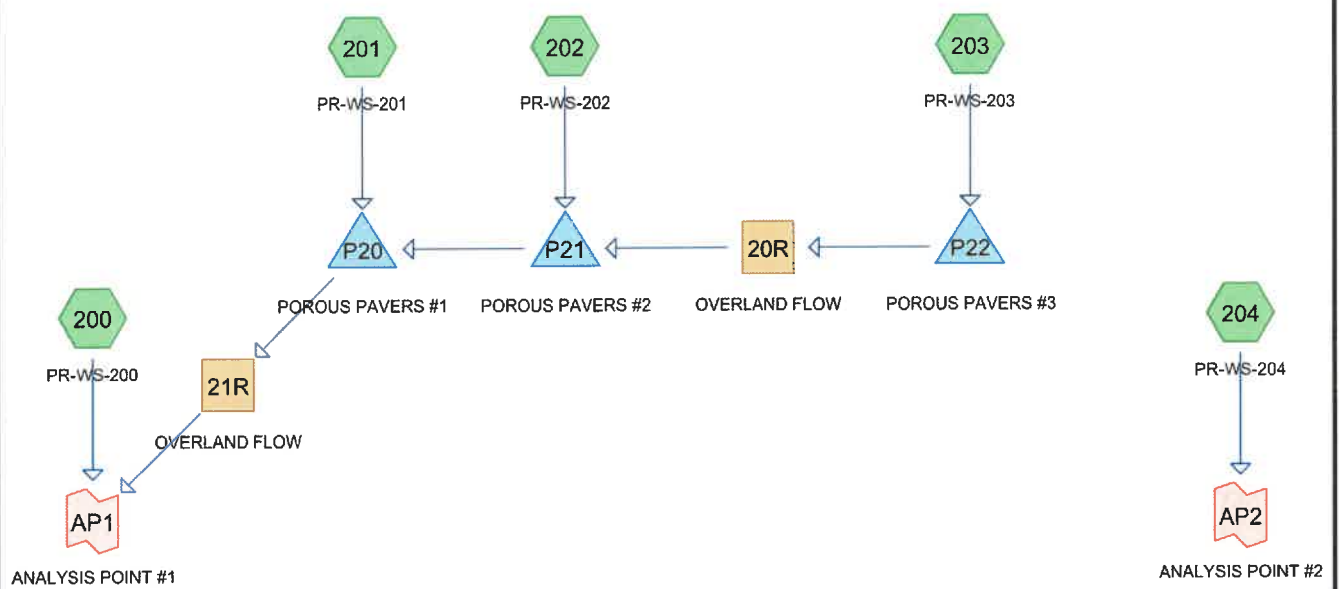 201
202
203
PR-WS-201
PR-WS-202
PR-WS-203
P20
P21
20R
P22
POROUS PAVERS #1
POROUS PAVERS #2
OVERLAND FLOW
POROUS PAVERS #3
200
204
PR-WS-200
PR-WS-204
21R
OVERLAND FLOW
AP1
AP2
ANALYSIS POINT #1
ANALYSIS POINT #2